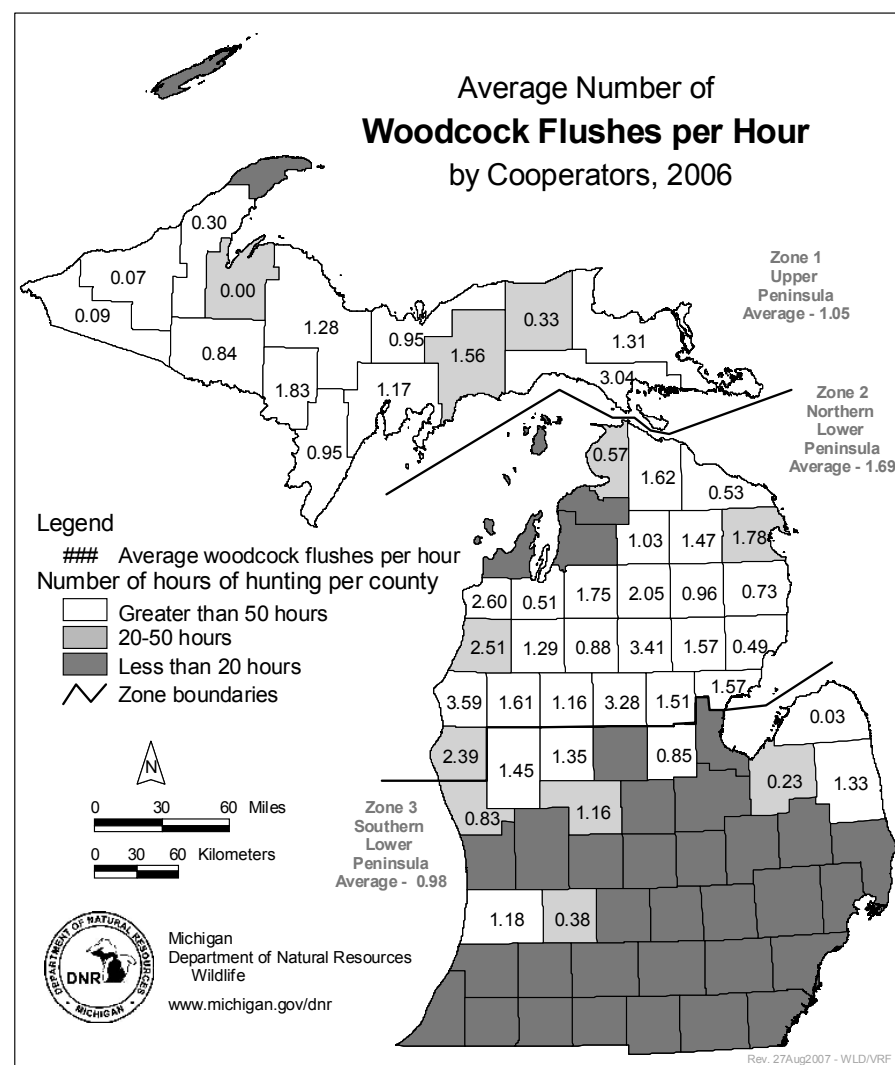 Average Number of
Woodcock Flushes per Hour
by Cooperators, 2006
0.30
0.07
0.00
0.09
1.28
0.95
0.33
1.31
0.84
1.56
1.83
1.17
3.04
0.95
Zone 1
Upper
Peninsula
Average - 1.05
Zone 2
Northern
Lower
Peninsula
Average - 1.69
0.57
1.62
0.53
1.03
1.47
1.78
2.60
0.51
1.75
2.05
0.96
0.73
2.51
1.29
0.88
3.41
1.57
0.49
3.59
1.61
1.16
3.28
1.51
1.57
2.39
1.45
1.35
0.85
0.03
0.83
1.16
0.23
1.33
1.18
0.38
Legend
### Average woodcock flushes per hour
Number of hours of hunting per county
Greater than 50 hours
20-50 hours
Less than 20 hours
Zone boundaries
N
0 30 60 Miles
0 30 60 Kilometers
Zone 3
Southern
Lower
Peninsula
Average - 0.98
DEPARTMENT OF NATURAL RESOURCES
DNR
MICHIGAN
Michigan
Department of Natural Resources
Wildlife
www.michigan.gov/dnr
Rev. 27Aug2007 - WLD/VRF